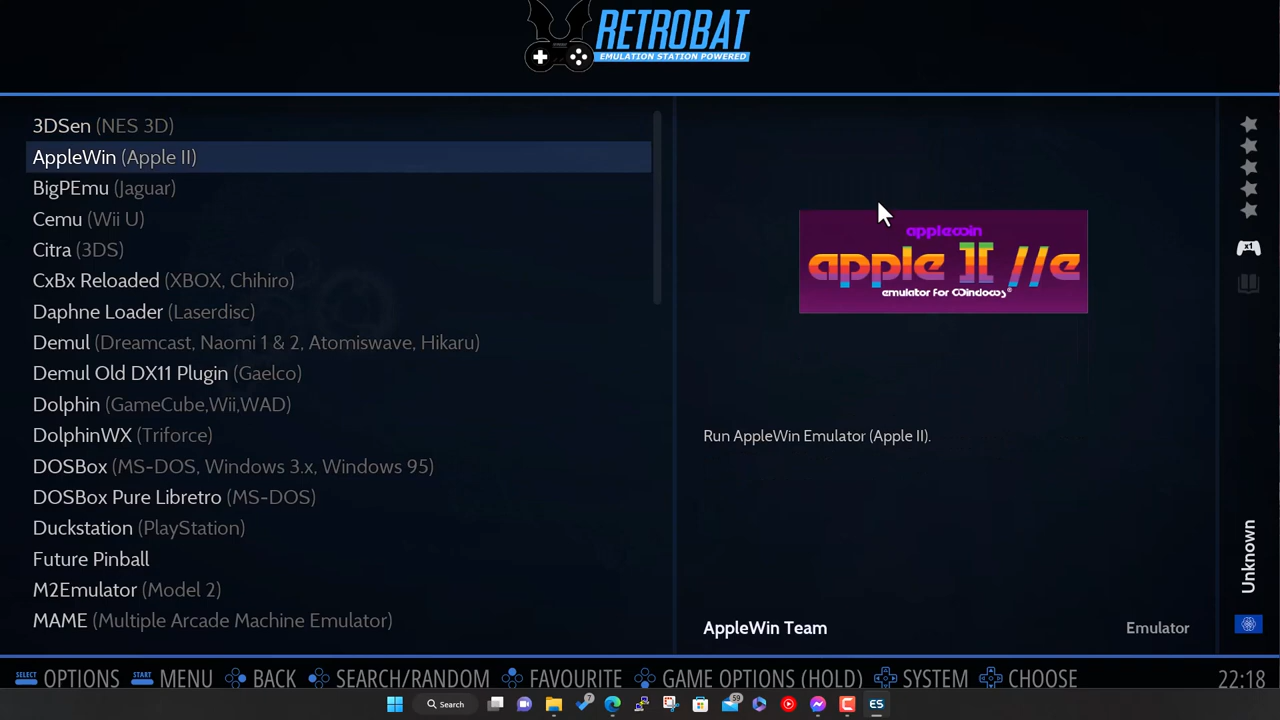 RETROBAT
EMULATION STATION POWERED
3DSen (NES 3D)
AppleWin (Apple II)
BigPEmu (Jaguar)
Cemu (Wii U)
Citra (3DS)
CxBx Reloaded (XBOX, Chihiro)
Daphne Loader (Laserdisc)
Demul (Dreamcast, Naomi 1 & 2, Atomiswave, Hikaru)
Demul Old DX11 Plugin (Gaelco)
Dolphin (GameCube,Wii,WAD)
DolphinWX (Triforce)
DOSBox (MS-DOS, Windows 3.x, Windows 95)
DOSBox Pure Libretro (MS-DOS)
Duckstation (PlayStation)
Future Pinball
M2Emulator (Model 2)
MAME (Multiple Arcade Machine Emulator)
applewin
apple II //e
emulator for Windows®
Run AppleWin Emulator (Apple II).
AppleWin Team
Emulator
x1
Unknown
SELECT OPTIONS START MENU BACK SEARCH/RANDOM FAVOURITE GAME OPTIONS (HOLD) SYSTEM CHOOSE 22:18
Search 7 59 ES